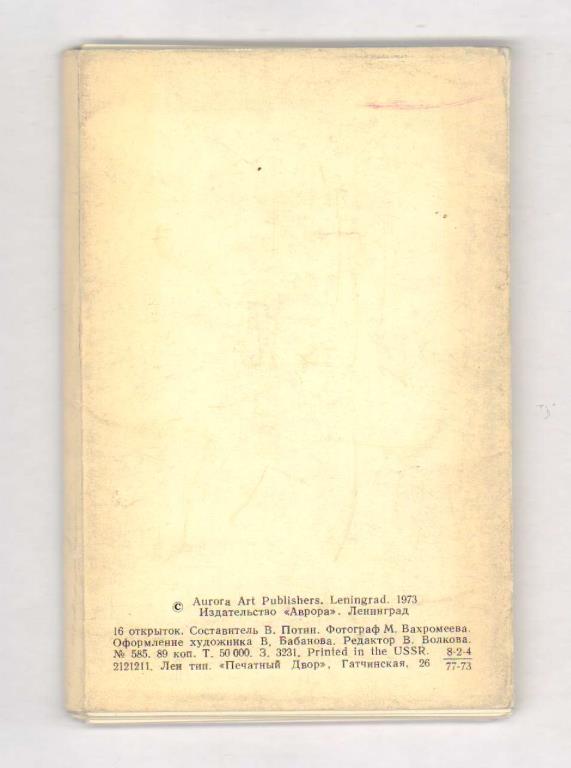 © Aurora Art Publishers. Leningrad. 1973
Издательство «Аврора». Ленинград
16 открыток. Составитель В. Потин. Фотограф М. Вахромеева.
Оформление художника В. Бабанова. Редактор В. Волкова.
№ 585. 89 коп. Т. 50 000. З. 3231. Printed in the USSR. 8-2-4
2121211. Лен тип. «Печатный Двор», Гатчинская, 26 77-73